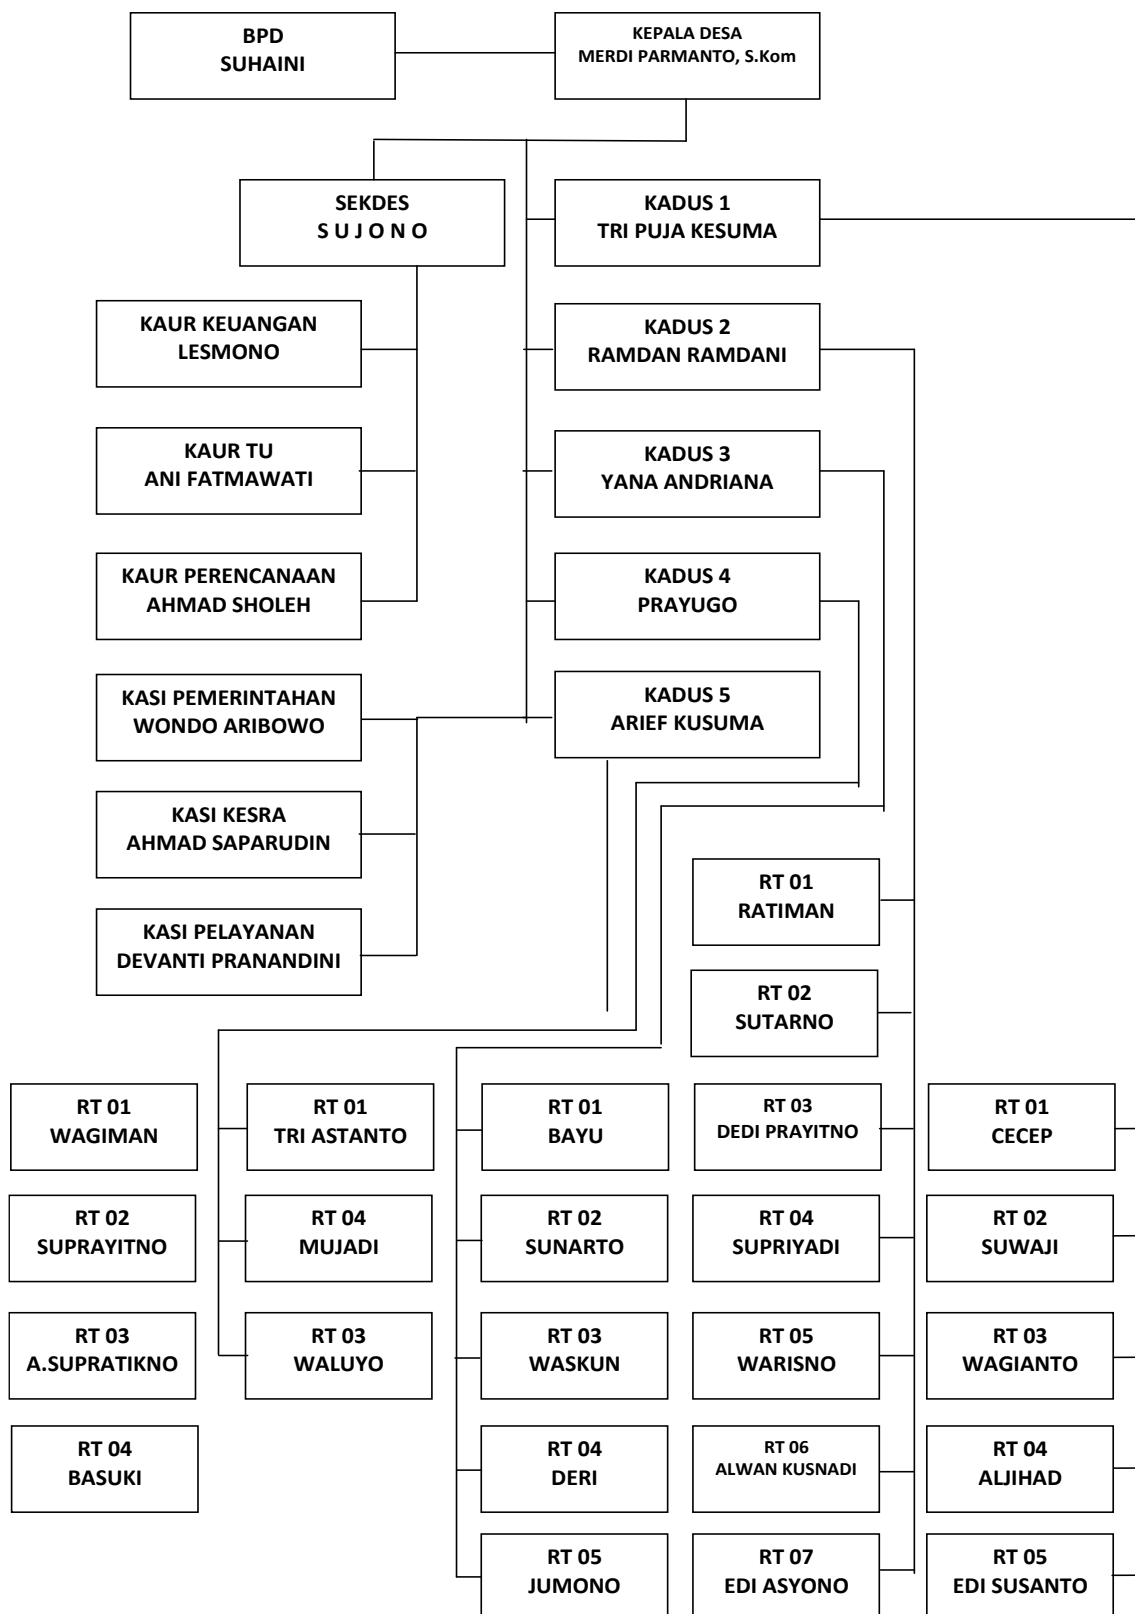 BPD
SUHAINI
KEPALA DESA
MERDI PARMANTO, S.Kom
SEKDES
S U J O N O
KADUS 1
TRI PUJA KESUMA
KAUR KEUANGAN
LESMONO
KADUS 2
RAMDAN RAMDANI
KAUR TU
ANI FATMAWATI
KADUS 3
YANA ANDRIANA
KAUR PERENCANAAN
AHMAD SHOLEH
KADUS 4
PRAYUGO
KASI PEMERINTAHAN
WONDO ARIBOWO
KADUS 5
ARIEF KUSUMA
KASI KESRA
AHMAD SAPARUDIN
KASI PELAYANAN
DEVANTI PRANANDINI
RT 01
RATIMAN
RT 02
SUTARNO
RT 01
WAGIMAN
RT 01
TRI ASTANTO
RT 01
BAYU
RT 03
DEDI PRAYITNO
RT 01
CECEP
RT 02
SUPRAYITNO
RT 04
MUJADI
RT 02
SUNARTO
RT 04
SUPRIYADI
RT 02
SUWAJI
RT 03
A.SUPRATIKNO
RT 03
WALUYO
RT 03
WASKUN
RT 05
WARISNO
RT 03
WAGIANTO
RT 04
BASUKI
RT 04
DERI
RT 06
ALWAN KUSNADI
RT 04
ALJIHAD
RT 05
JUMONO
RT 07
EDI ASYONO
RT 05
EDI SUSANTO